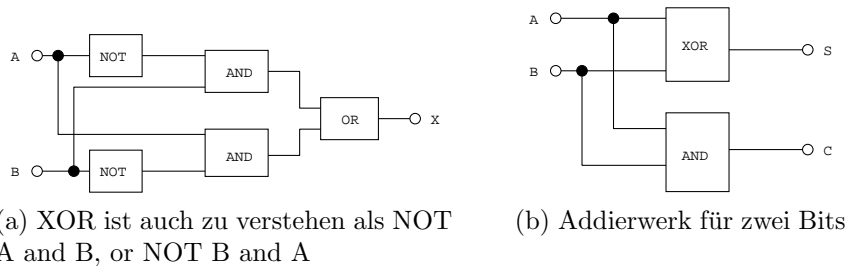 A
NOT
AND
OR
X
AND
B
NOT
(a) XOR ist auch zu verstehen als NOT
A and B, or NOT B and A
A
XOR
S
B
AND
C
(b) Addierwerk für zwei Bits